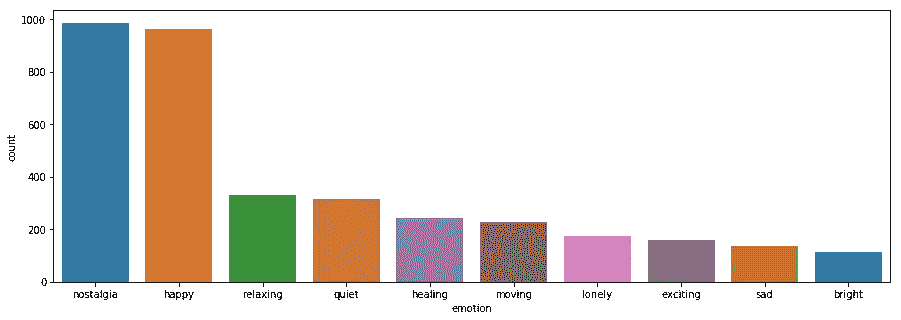 1000
800
600
400
200
0
count
nostalgia happy relaxing quiet healing moving lonely exciting sad bright
emotion